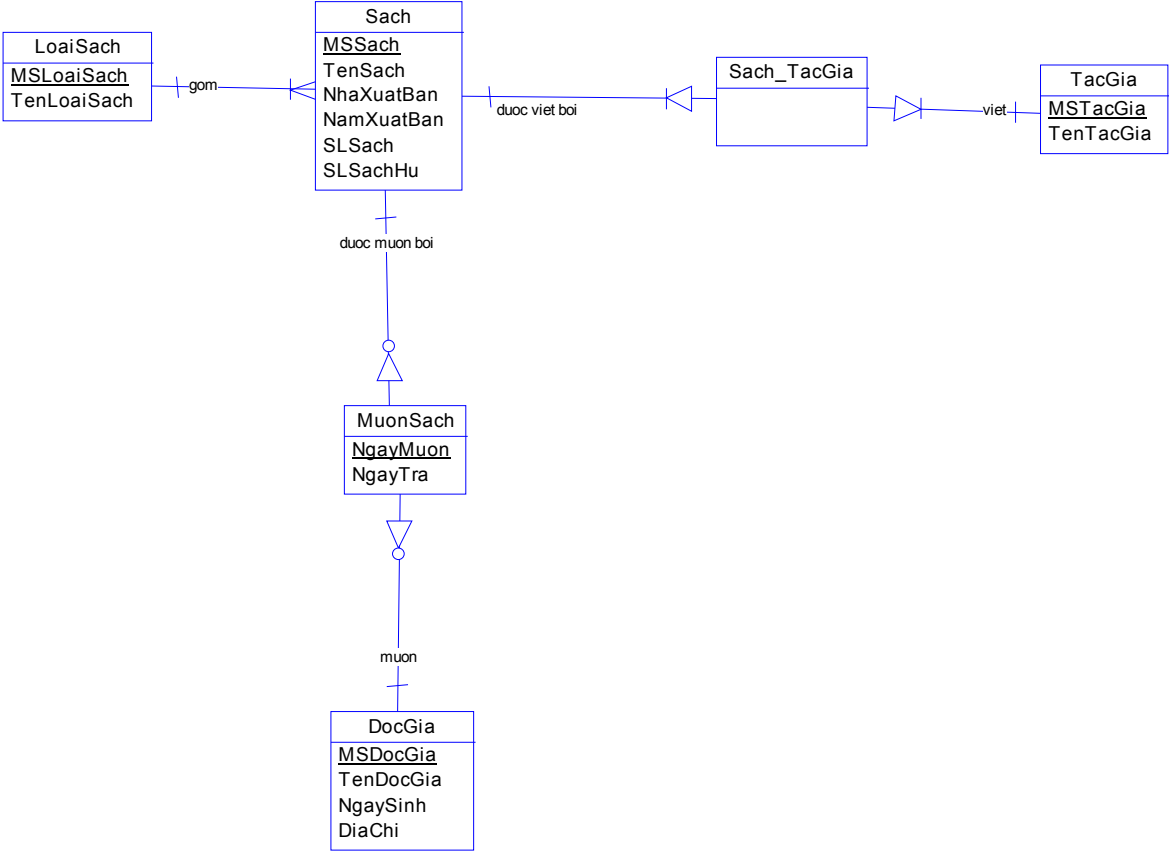 LoaiSach
MSLoaiSach
TenLoaiSach
gom
Sach
MSSach
TenSach
NhaXuatBan
NamXuatBan
SLSach
SLSachHu
duoc viet boi
Sach_TacGia
viet
TacGia
MSTacGia
TenTacGia
duoc muon boi
MuonSach
NgayMuon
NgayTra
muon
DocGia
MSDocGia
TenDocGia
NgaySinh
DiaChi